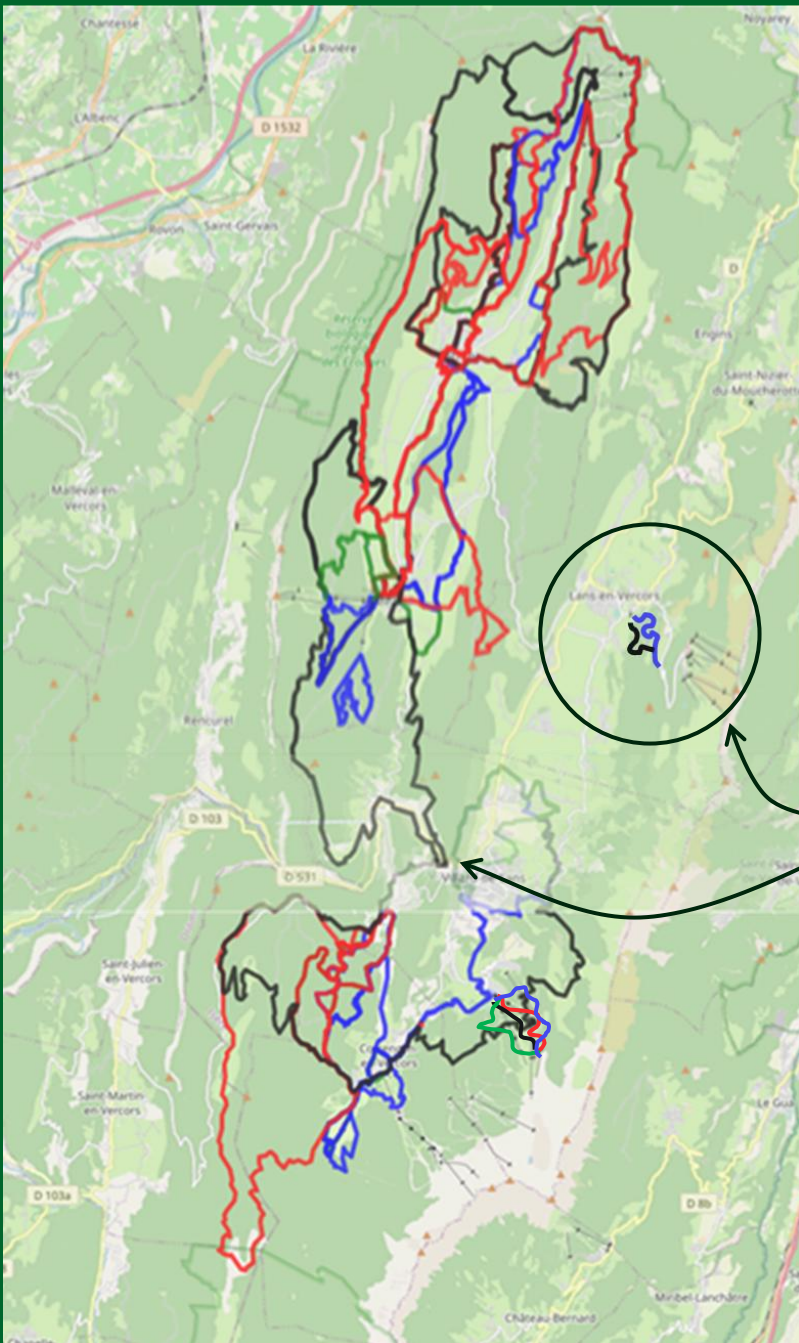 Chantesse
Noyarey
La Rivière
L'Albenc
D 1532
Rovon
Saint-Gervais
D
Engins
Saint-Nizier-
du-Moucherotte
Malleval-en-
Vercors
Lans-en-Vercors
Rencurel
D 103
D 531
Saint-Julien-
en-Vercors
Saint-Martin-
en-Vercors
Le Gua
D 103a
D 8b
Miribel-Lanchâtre
Château-Bernard